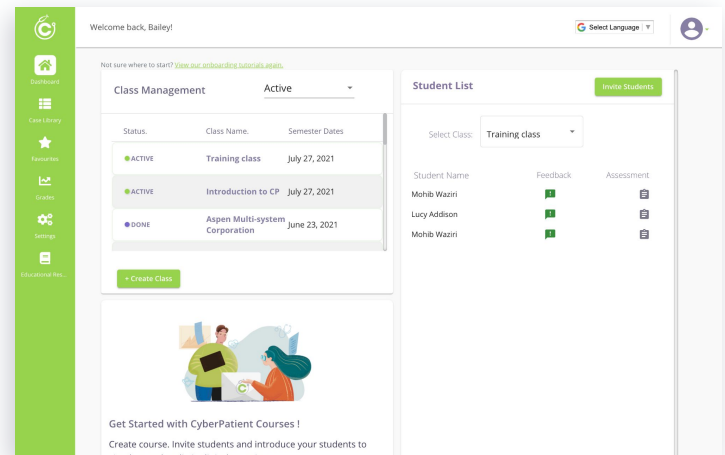 Welcome back, Bailey!
Select Language
Not sure where to start? View our onboarding tutorials again.
Dashboard
Case Library
Favourites
Grades
Settings
Educational Res...
Class Management
Active
Status.
Class Name.
Semester Dates
ACTIVE
Training class
July 27, 2021
ACTIVE
Introduction to CP
July 27, 2021
DONE
Aspen Multi-system
Corporation
June 23, 2021
+ Create Class
Get Started with CyberPatient Courses !
Create course. Invite students and introduce your students to
Student List
Invite Students
Select Class:
Training class
Student Name
Feedback
Assessment
Mohib Waziri
Lucy Addison
Mohib Waziri